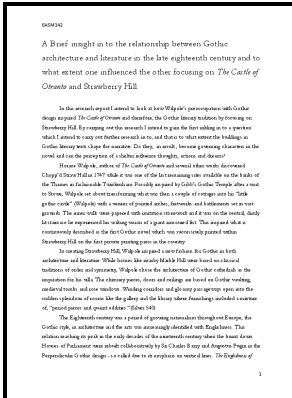 EASM142
A Brief insight in to the relationship between Gothic
architecture and literature in the late eighteenth century and to
what extent one influenced the other focusing on The Castle of
Otranto and Strawberry Hill.
In this research report I intend to look at how Walpole's preoccupation with Gothic
design inspired The Castle of Otranto and therefore, the Gothic literary tradition by focusing on
Strawberry Hill. By carrying out this research I intend to gain the first inkling in to a question
which I intend to carry out further research in to, and that is to what extent the buildings in
Gothic literary texts shape the narrative. Do they, in result, become governing characters in the
novel and can the perception of a shelter influence thoughts, actions and dreams?
Horace Walpole, author of The Castle of Otranto and several other works discovered
Chopp'd Straw Hall in 1747 while it was one of the last remaining sites available on the banks of
the Thames in fashionable Twickenham. Possibly inspired by Gibb's Gothic Temple after a visit
to Stowe, Walpole set about transforming what was then a couple of cottages into his "little
gothic castle" (Walpole) with a venture of pointed arches, fretworks and battlements set in vast
grounds. The inner walls were papered with imitation stonework and it was on the central, dimly
lit staircase he experienced his waking vision of a giant armoured fist. This inspired what is
continuously described as the first Gothic novel which was successively printed within
Strawberry Hill on the first private printing press in the country.
In creating Strawberry Hill, Walpole inspired a new fashion for Gothic in both
architecture and literature. While houses like nearby Marble Hill were based on classical
traditions of order and symmetry, Walpole chose the architecture of Gothic cathedrals as the
inspiration for his villa. The chimney pieces, doors and ceilings are based on Gothic vaulting,
medieval tombs and rose windows. Winding corridors and gloomy passageways open into the
sudden splendour of rooms like the gallery and the library where furnishings included a mixture
of, "period pieces and quaint oddities." (Silver 540)
The Eighteenth century was a period of growing nationalism throughout Europe, the
Gothic style, in architecture and the arts was increasingly identified with Englishness. This
relation reaching its peak in the early decades of the nineteenth century when the burnt down
Houses of Parliament were rebuilt collaboratively by Sir Charles Barry and Augustus Pugin in the
Perpendicular Gothic design - so called due to its emphasis on vertical lines. The Englishness of
1